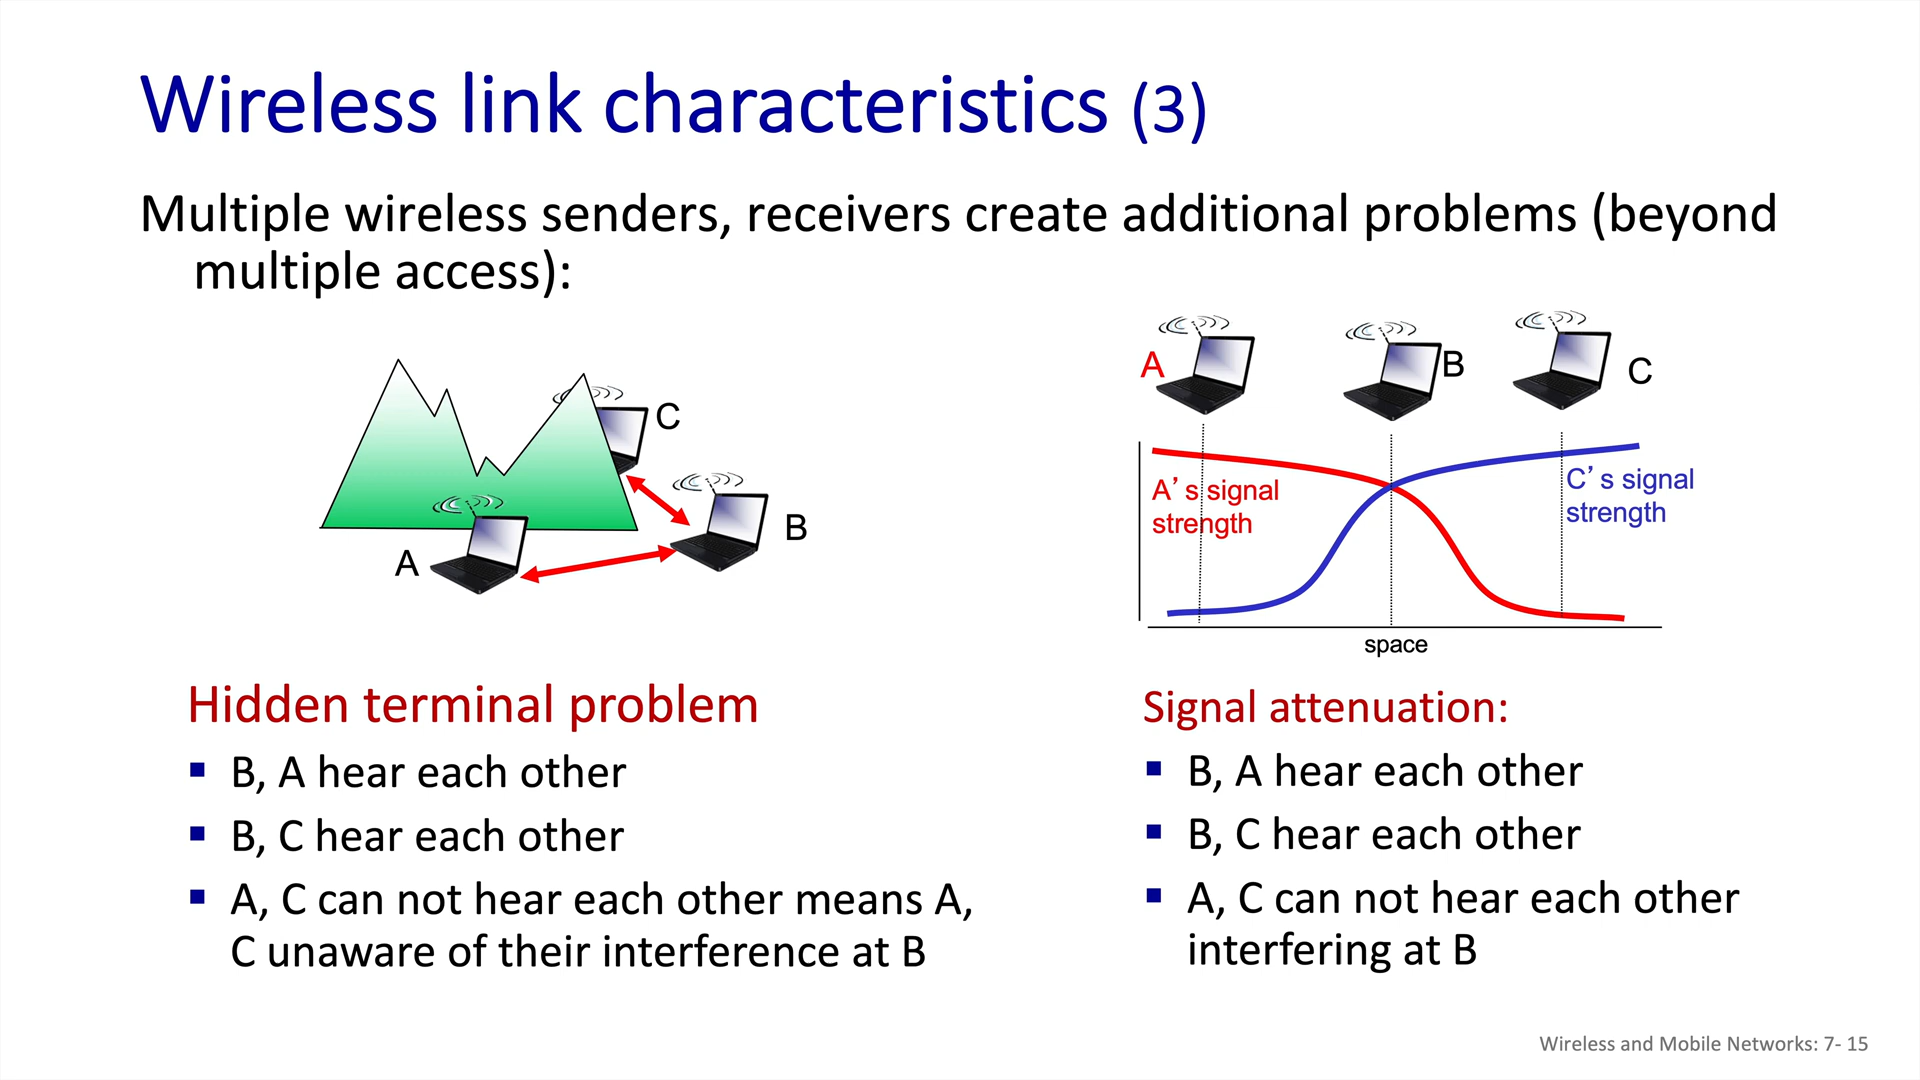 Wireless link characteristics (3)
Multiple wireless senders, receivers create additional problems (beyond
multiple access):
C
B
A
A
B
C
A’s signal
strength
C’s signal
strength
space
Hidden terminal problem
▪ B, A hear each other
▪ B, C hear each other
▪ A, C can not hear each other means A,
C unaware of their interference at B
Signal attenuation:
▪ B, A hear each other
▪ B, C hear each other
▪ A, C can not hear each other
interfering at B
Wireless and Mobile Networks: 7- 15